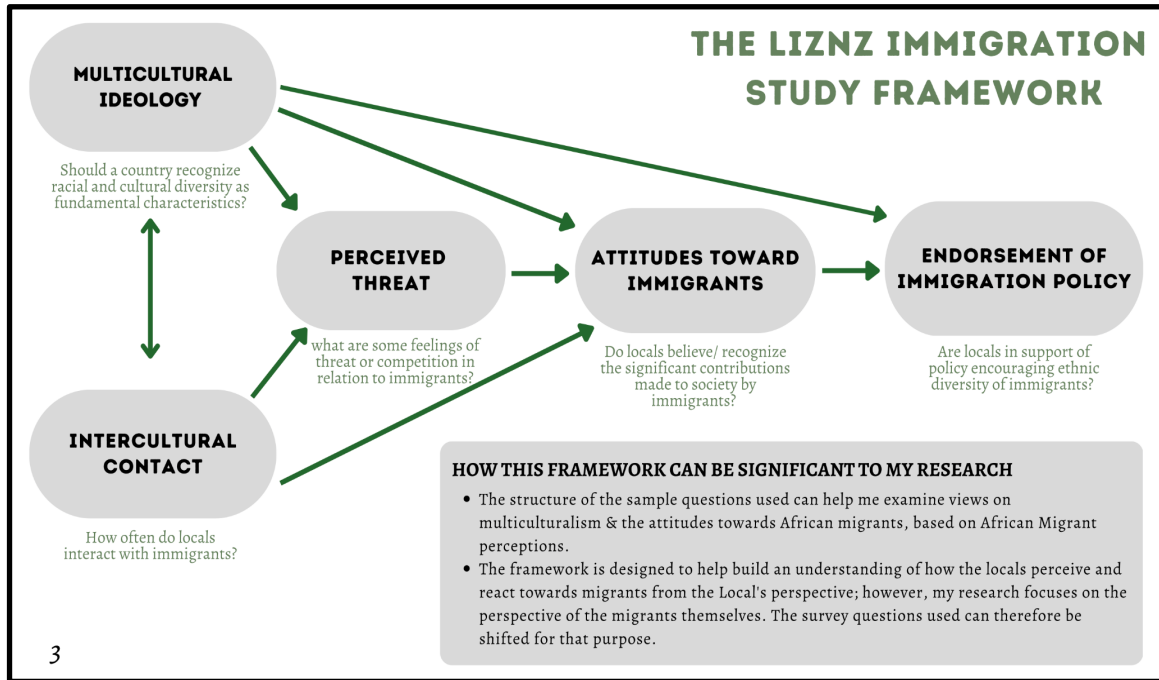 THE LIZNZ IMMIGRATION
STUDY FRAMEWORK
MULTICULTURAL
IDEOLOGY
Should a country recognize
racial and cultural diversity as
fundamental characteristics?
PERCEIVED
THREAT
what are some feelings of
threat or competition in
relation to immigrants?
ATTITUDES TOWARD
IMMIGRANTS
Do locals believe/ recognize
the significant contributions
made to society by
immigrants?
ENDORSEMENT OF
IMMIGRATION POLICY
Are locals in support of
policy encouraging ethnic
diversity of immigrants?
INTERCULTURAL
CONTACT
How often do locals
interact with immigrants?
HOW THIS FRAMEWORK CAN BE SIGNIFICANT TO MY RESEARCH
• The structure of the sample questions used can help me examine views on
multiculturalism & the attitudes towards African migrants, based on African Migrant
perceptions.
• The framework is designed to help build an understanding of how the locals perceive and
react towards migrants from the Local's perspective; however, my research focuses on the
perspective of the migrants themselves. The survey questions used can therefore be
shifted for that purpose.
3